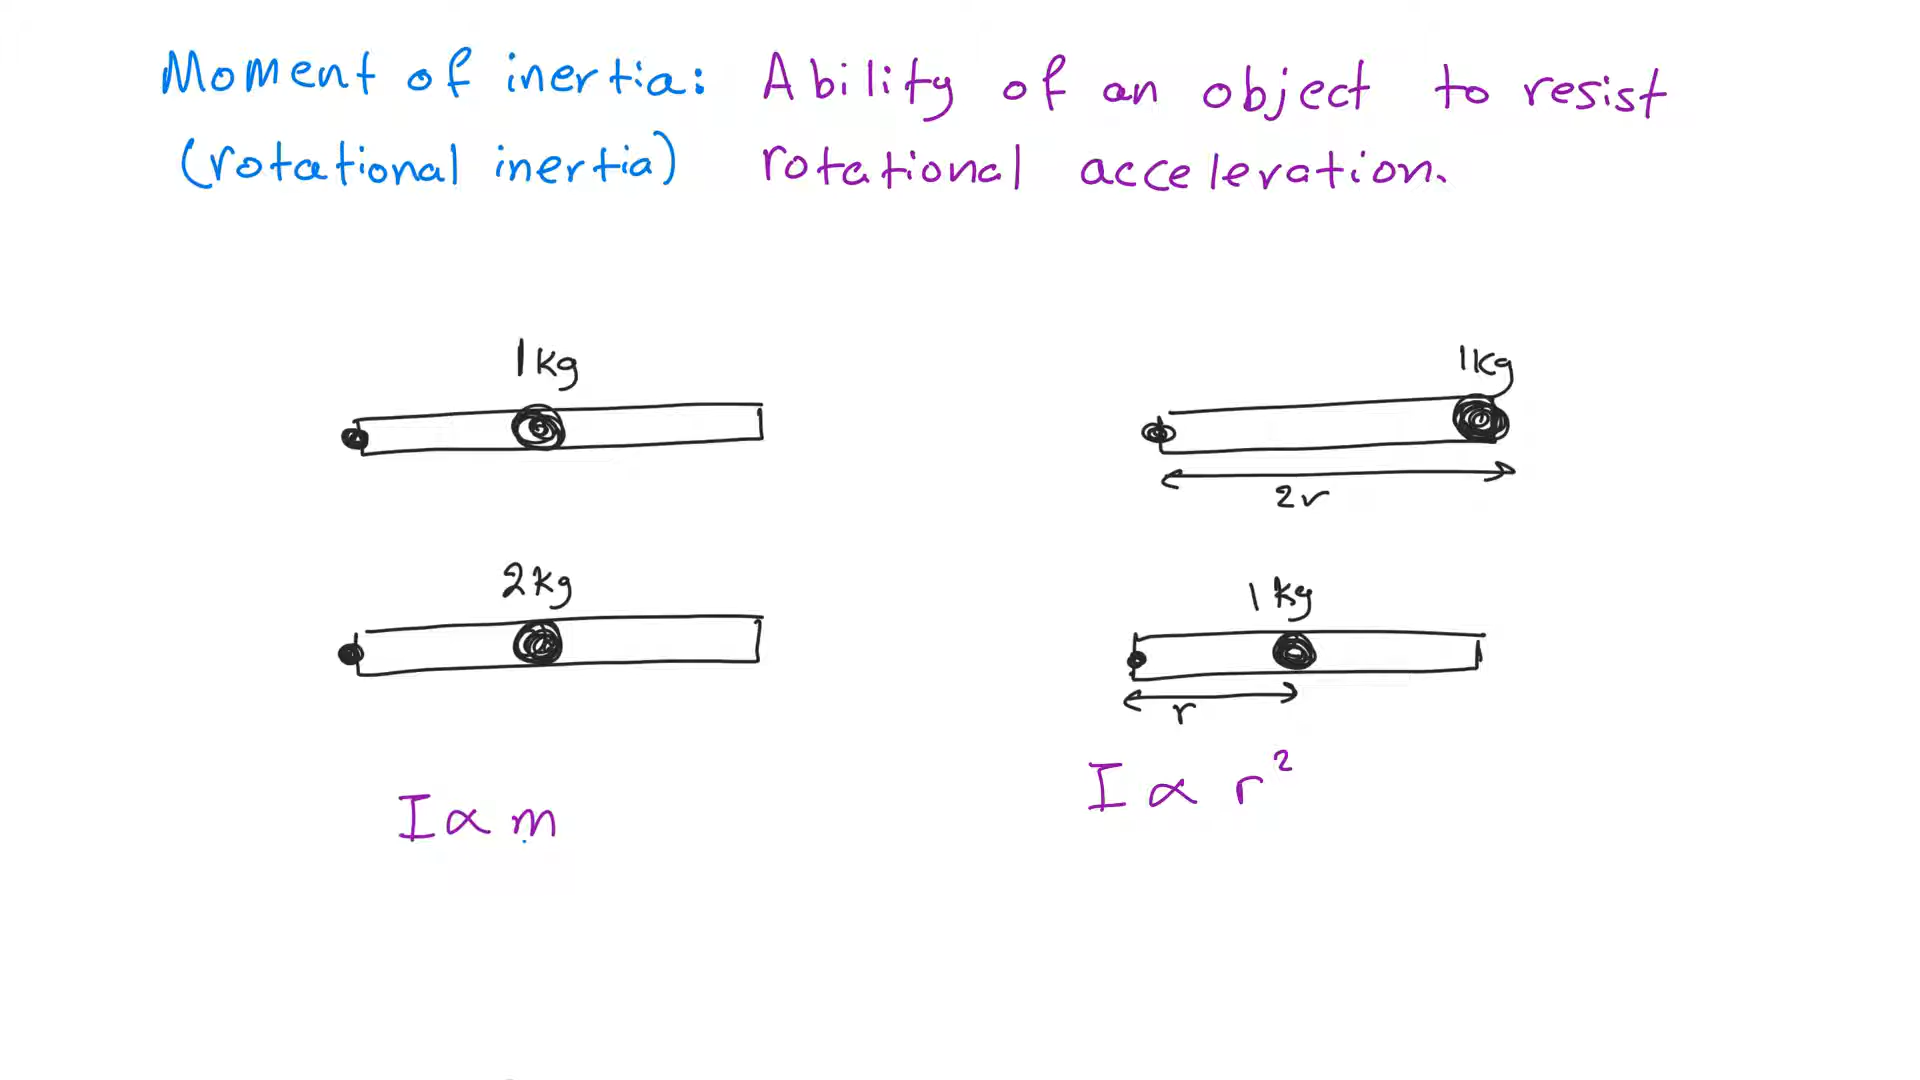 Moment of inertia: Ability of an object to resist
(rotational inertia) rotational acceleration.
1kg
1kg
2r
2kg
1kg
r
I ∝ r²
I ∝ m